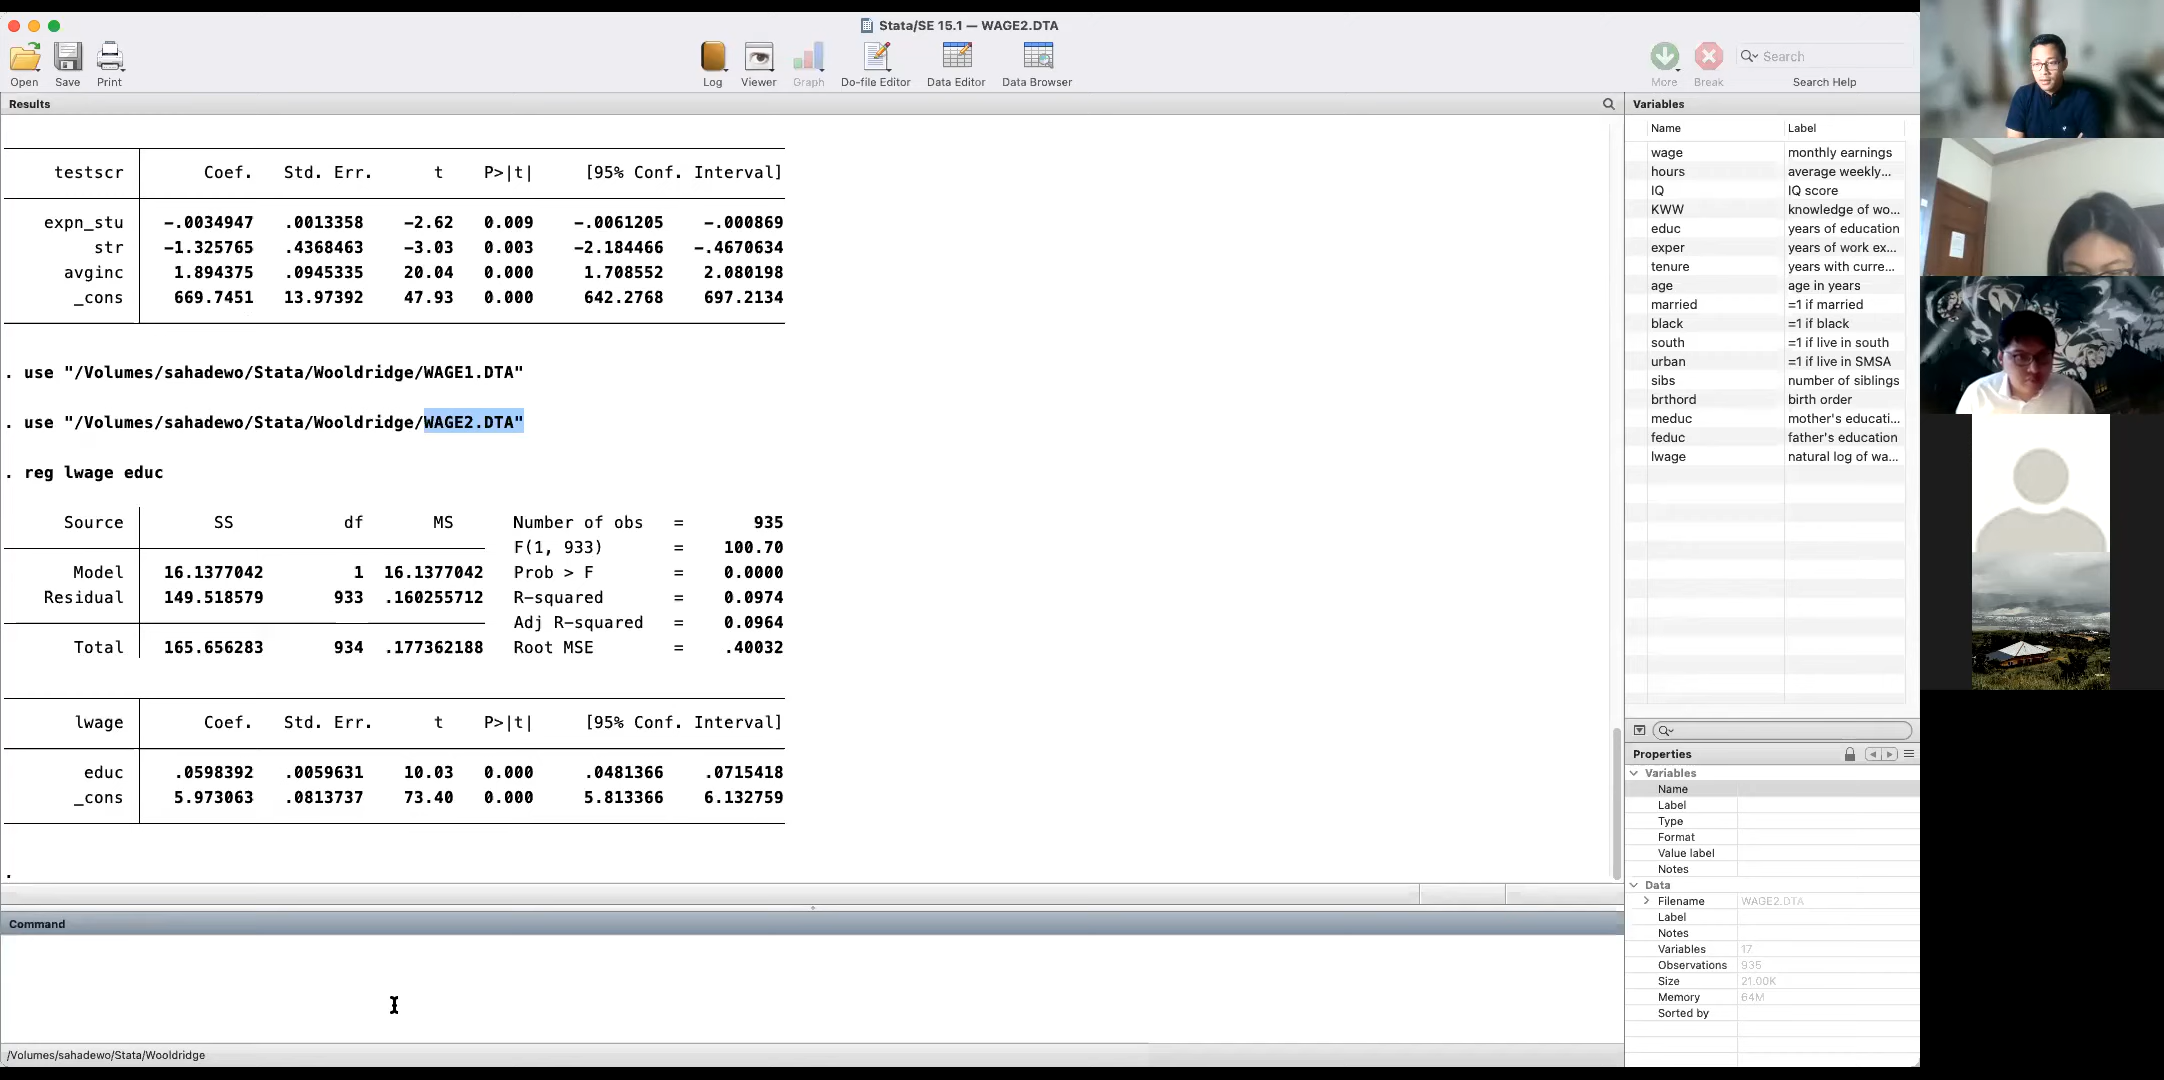 Stata/SE 15.1 — WAGE2.DTA
Open Save Print Log Viewer Graph Do-file Editor Data Editor Data Browser More Break Search
Search Help
Results
testscr Coef. Std. Err. t P>|t| [95% Conf. Interval]
expn_stu -.0034947 .0013358 -2.62 0.009 -.0061205 -.000869
str -1.325765 .4368463 -3.03 0.003 -2.184466 -.4670634
avginc 1.894375 .0945335 20.04 0.000 1.708552 2.080198
_cons 669.7451 13.97392 47.93 0.000 642.2768 697.2134
. use "/Volumes/sahadewo/Stata/Wooldridge/WAGE1.DTA"
. use "/Volumes/sahadewo/Stata/Wooldridge/WAGE2.DTA"
. reg lwage educ
Source SS df MS Number of obs = 935
F(1, 933) = 100.70
Model 16.1377042 1 16.1377042 Prob > F = 0.0000
Residual 149.518579 933 .160255712 R-squared = 0.0974
Adj R-squared = 0.0964
Total 165.656283 934 .177362188 Root MSE = .40032
lwage Coef. Std. Err. t P>|t| [95% Conf. Interval]
educ .0598392 .0059631 10.03 0.000 .0481366 .0715418
_cons 5.973063 .0813737 73.40 0.000 5.813366 6.132759
.
Command
/Volumes/sahadewo/Stata/Wooldridge
Variables
Name Label
wage monthly earnings
hours average weekly...
IQ IQ score
KWW knowledge of wo...
educ years of education
exper years of work ex...
tenure years with curre...
age age in years
married =1 if married
black =1 if black
south =1 if live in south
urban =1 if live in SMSA
sibs number of siblings
brthord birth order
meduc mother's educati...
feduc father's education
lwage natural log of wa...
Properties
Variables
Name
Label
Type
Format
Value label
Notes
Data
Filename WAGE2.DTA
Label
Notes
Variables 17
Observations 935
Size 21.00K
Memory 64M
Sorted by